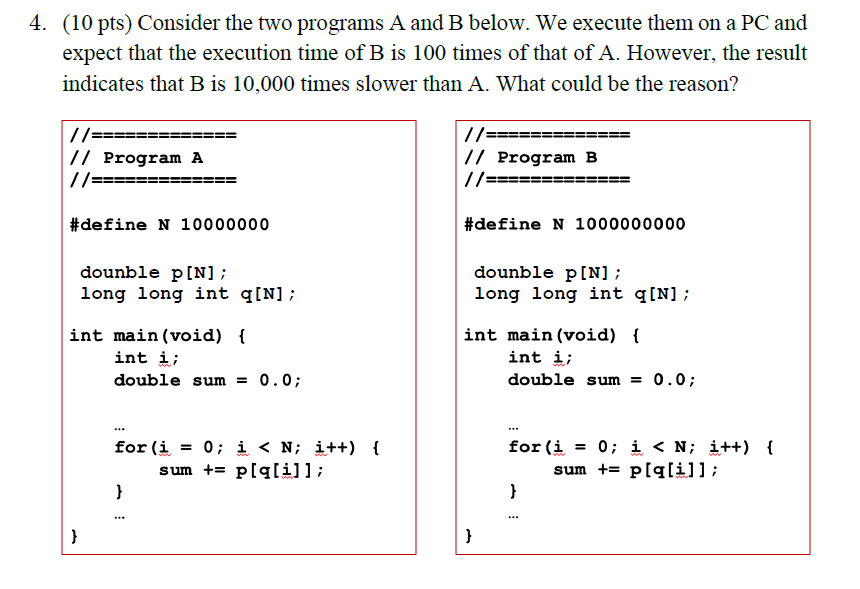 4. (10 pts) Consider the two programs A and B below. We execute them on a PC and
expect that the execution time of B is 100 times of that of A. However, the result
indicates that B is 10,000 times slower than A. What could be the reason?
//=============
// Program A
//=============
#define N 10000000
dounble p[N];
long long int q[N];
int main(void) {
int i;
double sum = 0.0;
…
for(i = 0; i < N; i++) {
sum += p[q[i]];
}
…
}
//=============
// Program B
//=============
#define N 1000000000
dounble p[N];
long long int q[N];
int main(void) {
int i;
double sum = 0.0;
…
for(i = 0; i < N; i++) {
sum += p[q[i]];
}
…
}